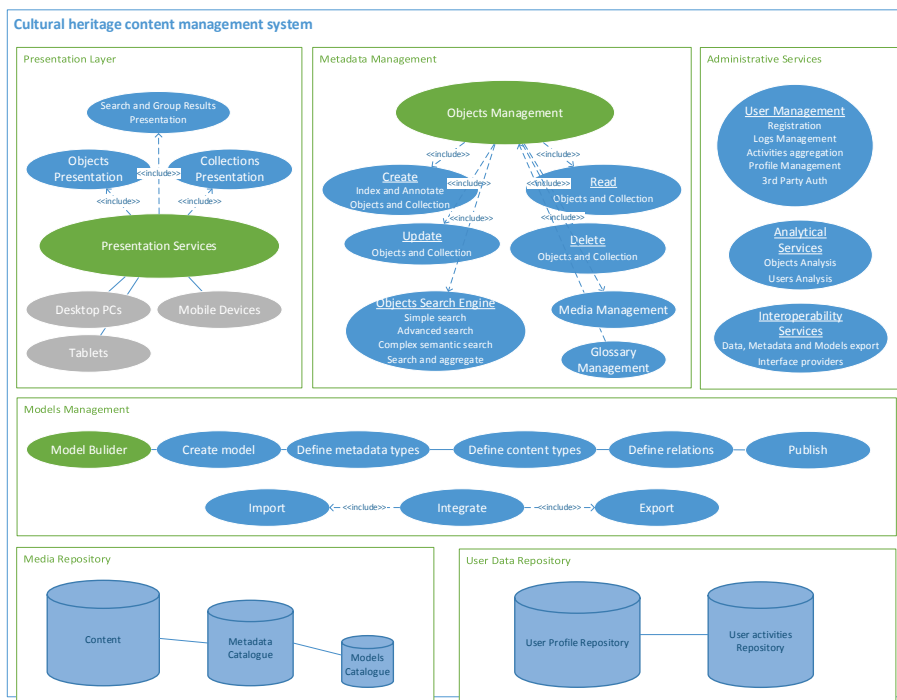 Cultural heritage content management system
Presentation Layer
Search and Group Results
Presentation
Objects
Presentation
<<include>>
Collections
Presentation
<<include>>
<<include>>
Presentation Services
Desktop PCs
Mobile Devices
Tablets
Metadata Management
Objects Management
<<include>>
<<include>>
Create
Index and Annotate
Objects and Collection
<<include>>
<<include>>
Read
Objects and Collection
<<include>>
<<include>>
Update
Objects and Collection
Delete
Objects and Collection
Objects Search Engine
Simple search
Advanced search
Complex semantic search
Search and aggregate
Media Management
Glossary
Management
Administrative Services
User Management
Registration
Logs Management
Activities aggregation
Profile Management
3rd Party Auth
Analytical
Services
Objects Analysis
Users Analysis
Interoperability
Services
Data, Metadata and Models export
Interface providers
Models Management
Model Builder
Create model
Define metadata types
Define content types
Define relations
Publish
Import
<<include>>
Integrate
<<include>>
Export
Media Repository
Content
Metadata
Catalogue
Models
Catalogue
User Data Repository
User Profile Repository
User activities
Repository